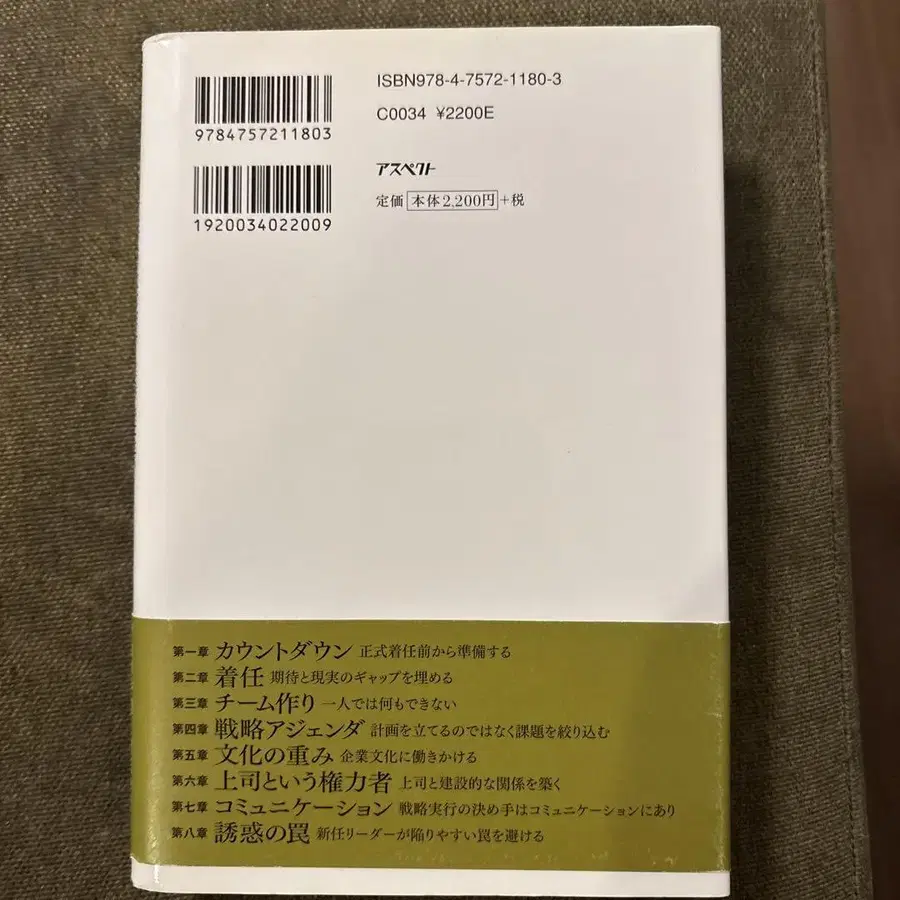 ISBN978-4-7572-1180-3
C0034 ¥2200E
9784757211803
アスペクト
定価 本体2,200円+税
1920034022009
第一章 カウントダウン 正式着任前から準備する
第二章 着任 期待と現実のギャップを埋める
第三章 チーム作り 一人では何もできない
第四章 戦略アジェンダ 計画を立てるのではなく課題を絞り込む
第五章 文化の重み 企業文化に働きかける
第六章 上司という権力者 上司と建設的な関係を築く
第七章 コミュニケーション 戦略実行の決め手はコミュニケーションにあり
第八章 誘惑の罠 新任リーダーが陥りやすい罠を避ける